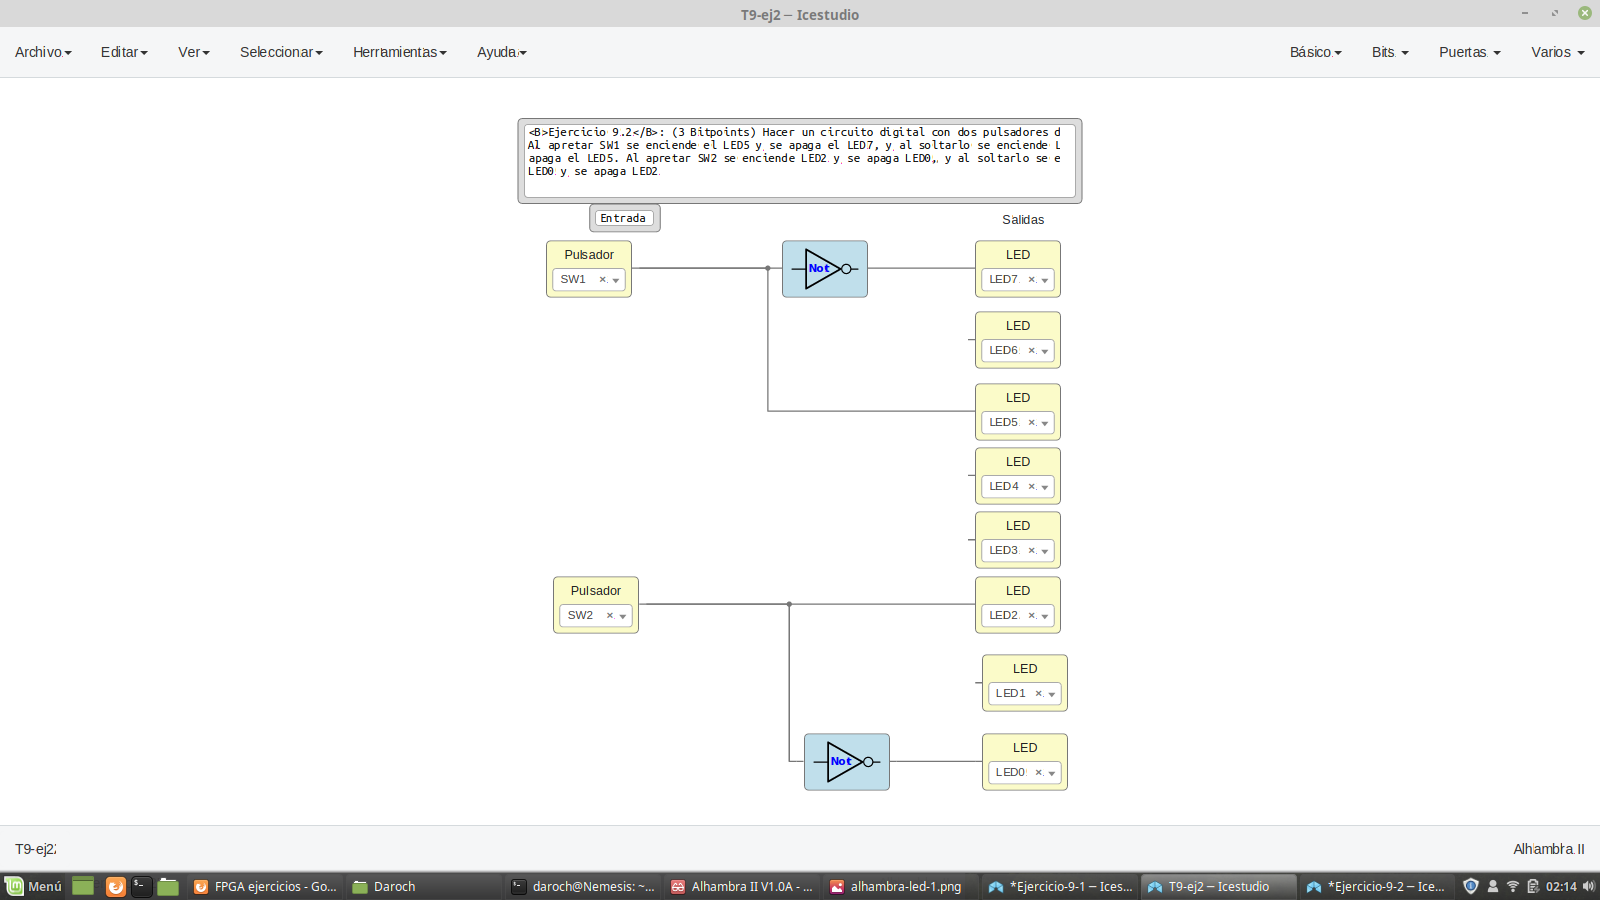 T9-ej2 — Icestudio
Archivo Editar Ver Seleccionar Herramientas Ayuda Básico Bits Puertas Varios
<B>Ejercicio 9.2</B>: (3 Bitpoints) Hacer un circuito digital con dos pulsadores d
Al apretar SW1 se enciende el LED5 y se apaga el LED7, y al soltarlo se enciende L
apaga el LED5. Al apretar SW2 se enciende LED2 y se apaga LED0, y al soltarlo se e
LED0 y se apaga LED2
Entrada
Salidas
Pulsador
SW1
Not
LED
LED7
LED
LED6
LED
LED5
LED
LED4
LED
LED3
Pulsador
SW2
LED
LED2
LED
LED1
Not
LED
LED0
T9-ej2
Alhambra II
Menú FPGA ejercicios - Go... Daroch daroch@Nemesis: ~... Alhambra II V1.0A - ... alhambra-led-1.png *Ejercicio-9-1 — Ices... T9-ej2 — Icestudio *Ejercicio-9-2 — Ice... 02:14